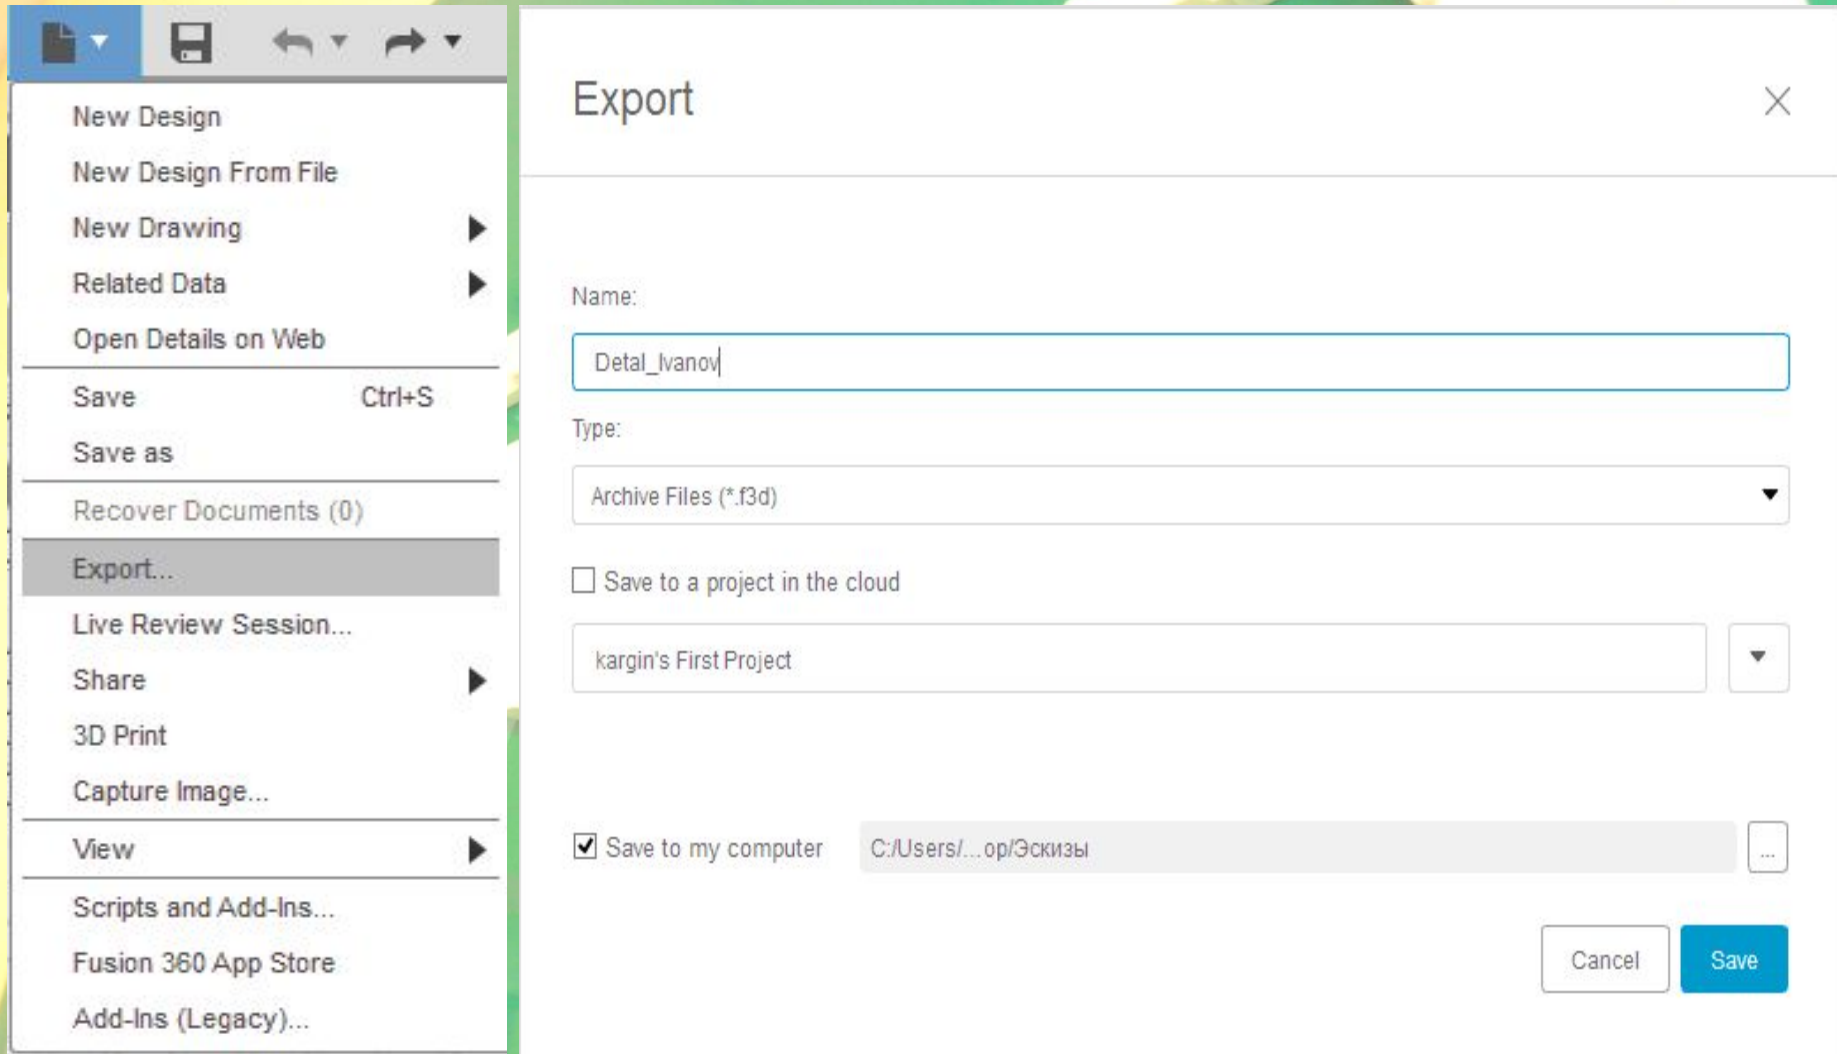 New Design
New Design From File
New Drawing
Related Data
Open Details on Web
Save Ctrl+S
Save as
Recover Documents (0)
Export...
Live Review Session...
Share
3D Print
Capture Image...
View
Scripts and Add-Ins...
Fusion 360 App Store
Add-Ins (Legacy)...
Export
Name:
Detal_Ivanov
Type:
Archive Files (*.f3d)
Save to a project in the cloud
kargin's First Project
Save to my computer C:/Users/...op/Эскизы ...
Cancel Save